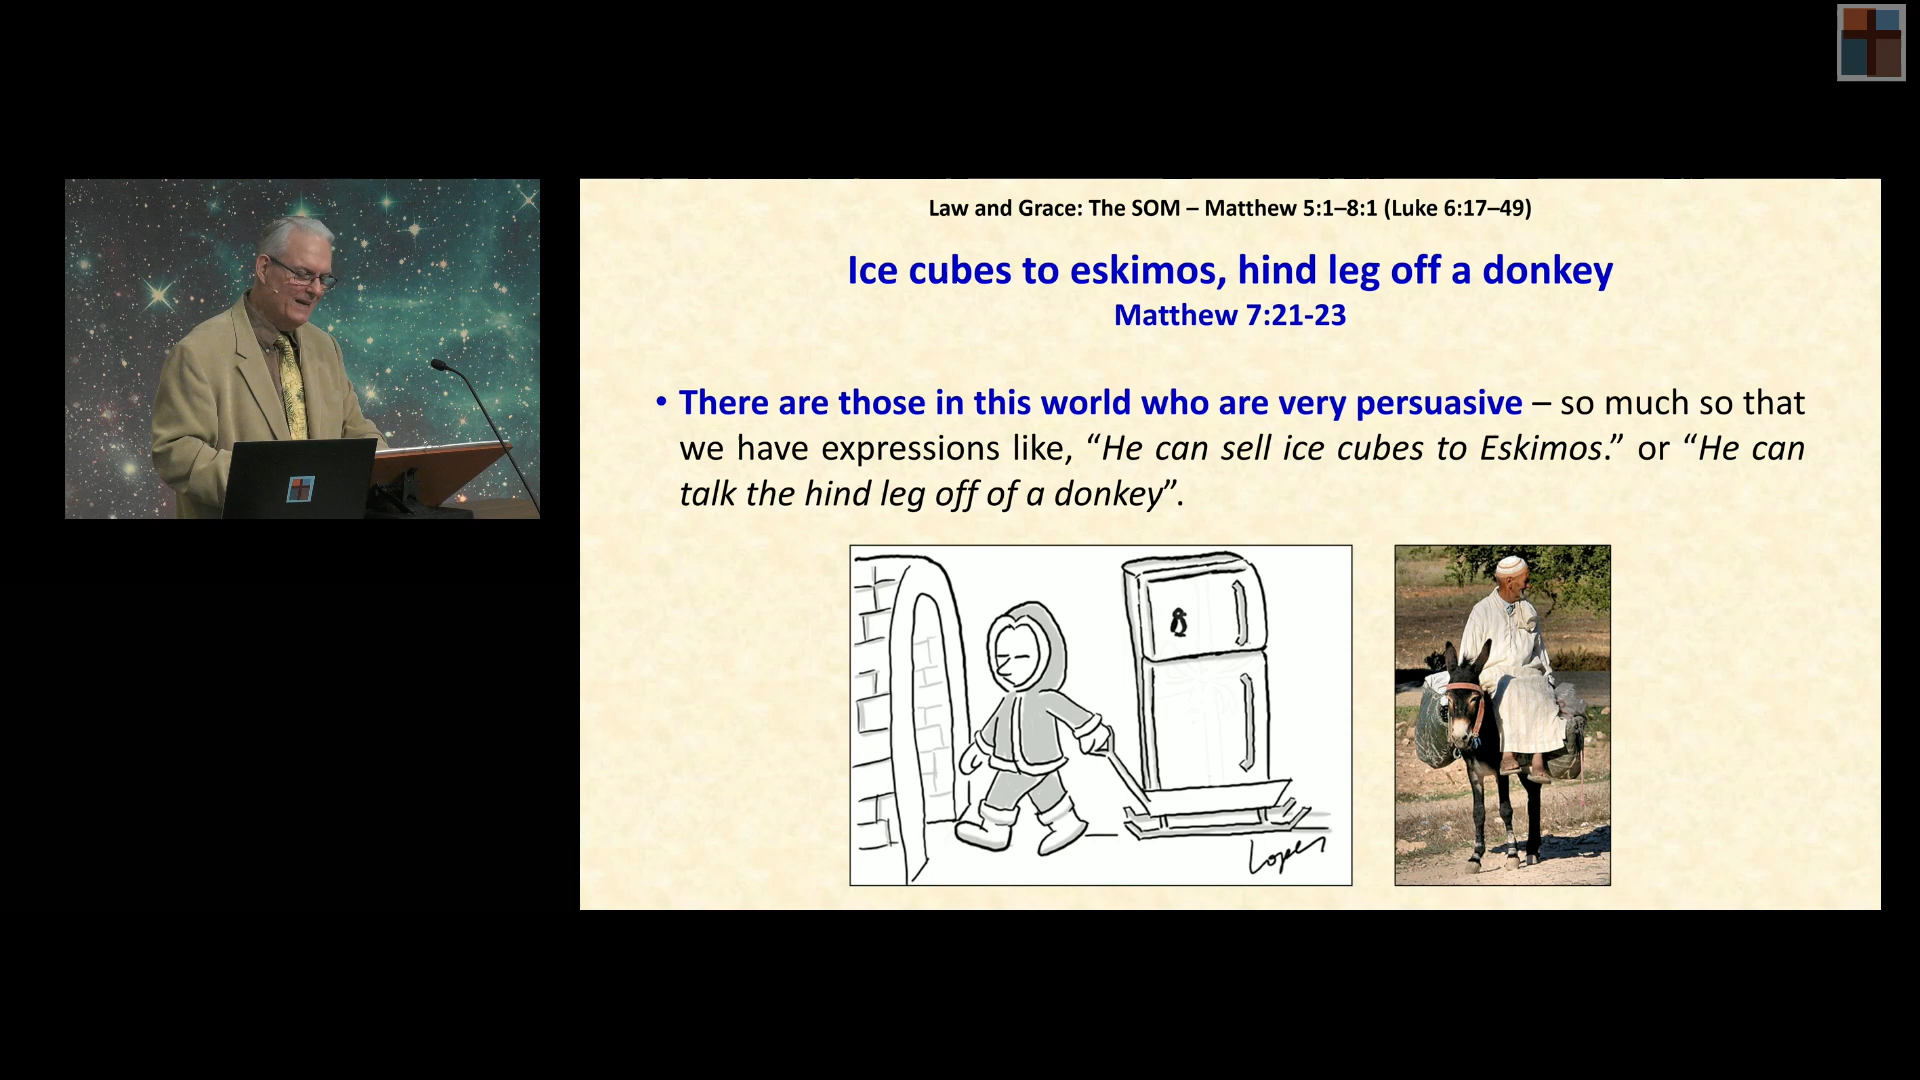 Law and Grace: The SOM – Matthew 5:1–8:1 (Luke 6:17–49)
Ice cubes to eskimos, hind leg off a donkey
Matthew 7:21-23
• There are those in this world who are very persuasive – so much so that
we have expressions like, “He can sell ice cubes to Eskimos.” or “He can
talk the hind leg off of a donkey”.
Lopes